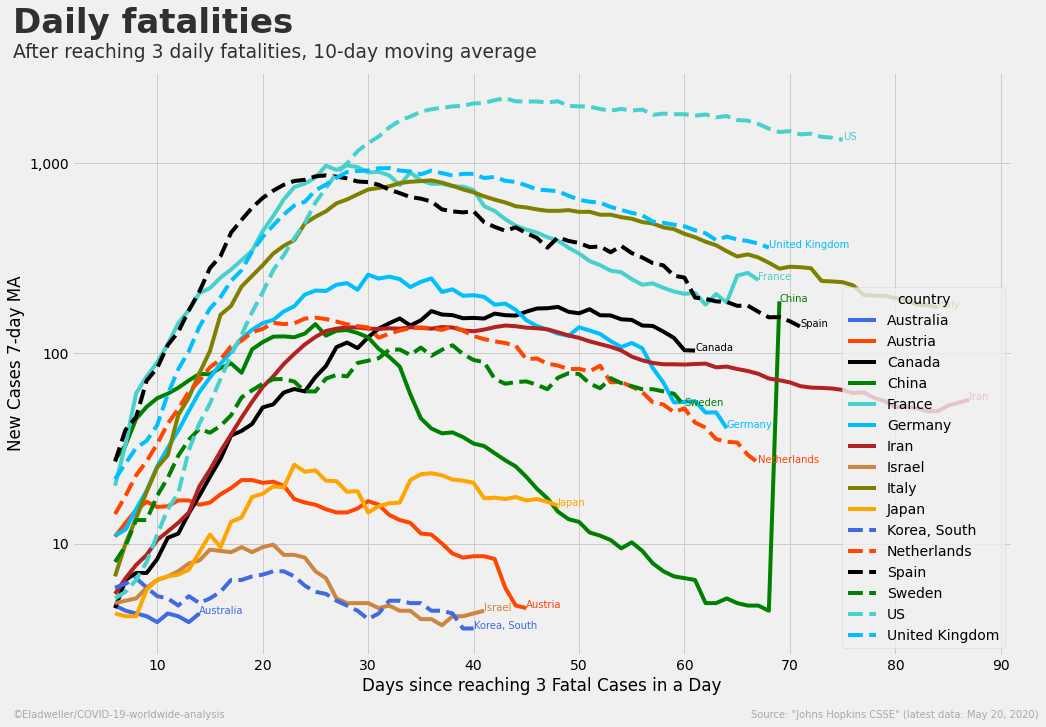 Daily fatalities
After reaching 3 daily fatalities, 10-day moving average
New Cases 7-day MA
1,000
100
10
US
United Kingdom
France
China
Spain
Italy
Canada
Iran
Sweden
Germany
Netherlands
Japan
Israel
Austria
Australia
Korea, South
country
Australia
Austria
Canada
China
France
Germany
Iran
Israel
Italy
Japan
Korea, South
Netherlands
Spain
Sweden
US
United Kingdom
10 20 30 40 50 60 70 80 90
Days since reaching 3 Fatal Cases in a Day
©Eladweller/COVID-19-worldwide-analysis
Source: "Johns Hopkins CSSE" (latest data: May 20, 2020)